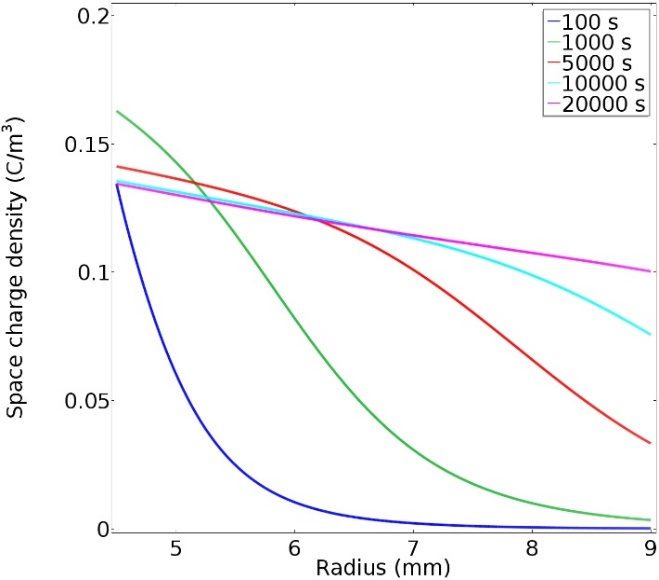 0.2
0.15
0.1
0.05
0
Space charge density (C/m³)
100 s
1000 s
5000 s
10000 s
20000 s
5 6 7 8 9
Radius (mm)